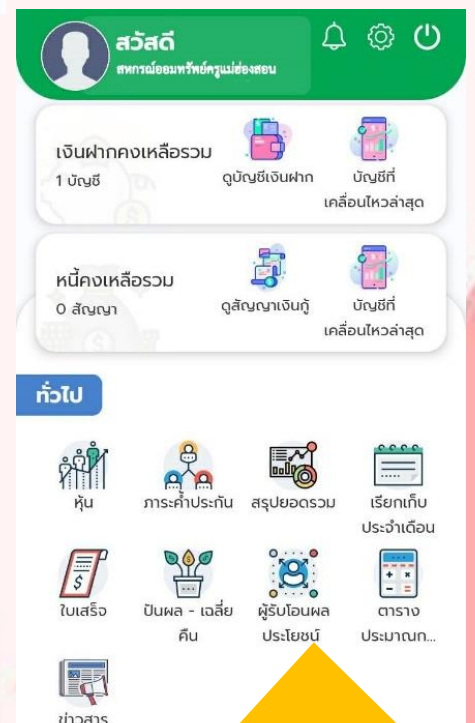 สวัสดี
สหกรณ์ออมทรัพย์ครูแม่ฮ่องสอน
เงินฝากคงเหลือรวม
1 บัญชี
ดูบัญชีเงินฝาก
บัญชีที่
เคลื่อนไหวล่าสุด
หนี้คงเหลือรวม
0 สัญญา
ดูสัญญาเงินกู้
บัญชีที่
เคลื่อนไหวล่าสุด
ทั่วไป
หุ้น
ภาระค้ำประกัน
สรุปยอดรวม
เรียกเก็บ
ประจำเดือน
ใบเสร็จ
ปันผล - เฉลี่ย
คืน
ผู้รับโอนผล
ประโยชน์
ตาราง
ประมาณก...
ข่าวสาร